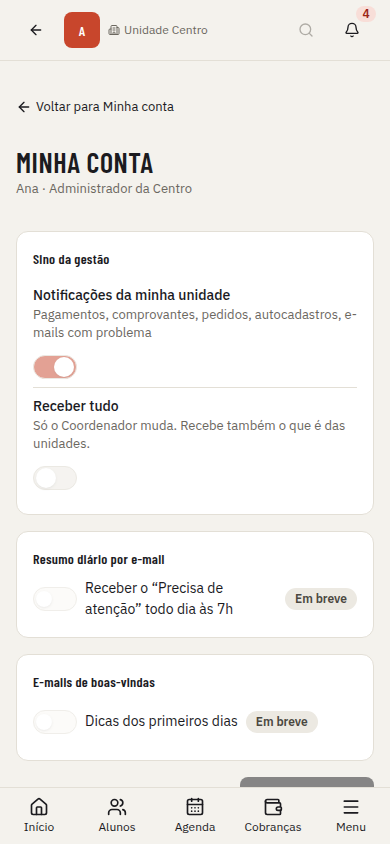 A
Unidade Centro
4
Voltar para Minha conta
MINHA CONTA
Ana · Administrador da Centro
Sino da gestão
Notificações da minha unidade
Pagamentos, comprovantes, pedidos, autocadastros, e-
mails com problema
Receber tudo
Só o Coordenador muda. Recebe também o que é das
unidades.
Resumo diário por e-mail
Receber o “Precisa de
atenção” todo dia às 7h
Em breve
E-mails de boas-vindas
Dicas dos primeiros dias
Em breve
Início
Alunos
Agenda
Cobranças
Menu